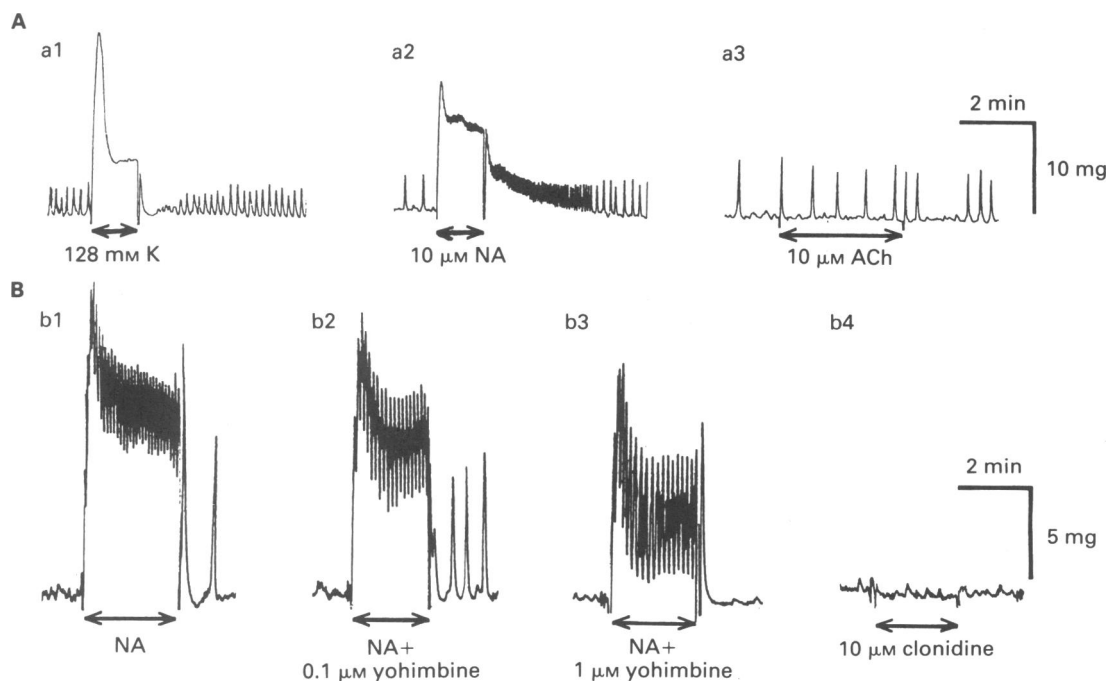 A
a1
a2
a3
2 min
10 mg
128 mM K
10 μM NA
10 μM ACh
B
b1
b2
b3
b4
2 min
5 mg
NA
NA+
0.1 μM yohimbine
NA+
1 μM yohimbine
10 μM clonidine